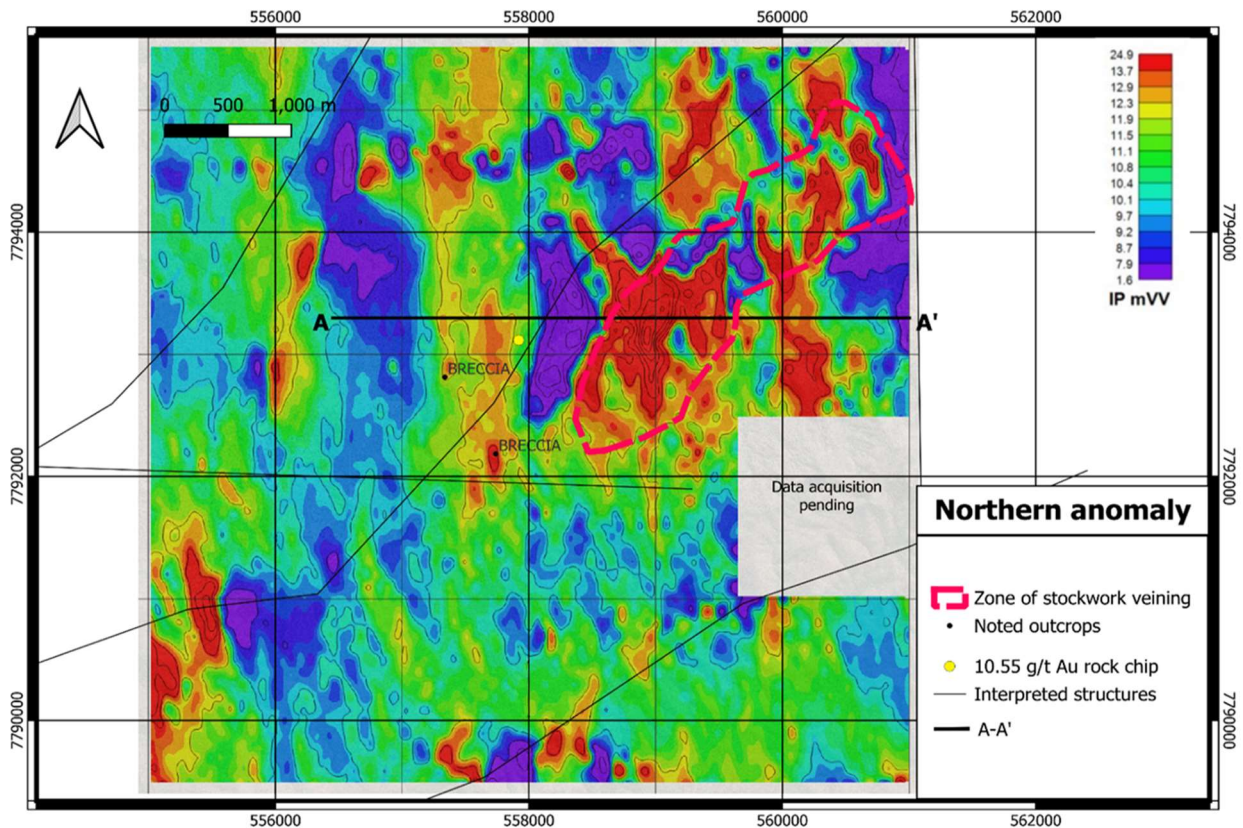 556000
558000
560000
562000
0 500 1,000 m
24.9
13.7
12.9
12.3
11.9
11.5
11.1
10.8
10.4
10.1
9.7
9.2
8.7
7.9
1.6
IP mVV
7794000
7794000
A
A'
BRECCIA
BRECCIA
7792000
7792000
Data acquisition
pending
Northern anomaly
Zone of stockwork veining
Noted outcrops
10.55 g/t Au rock chip
Interpreted structures
A-A'
7790000
7790000
556000
558000
560000
562000